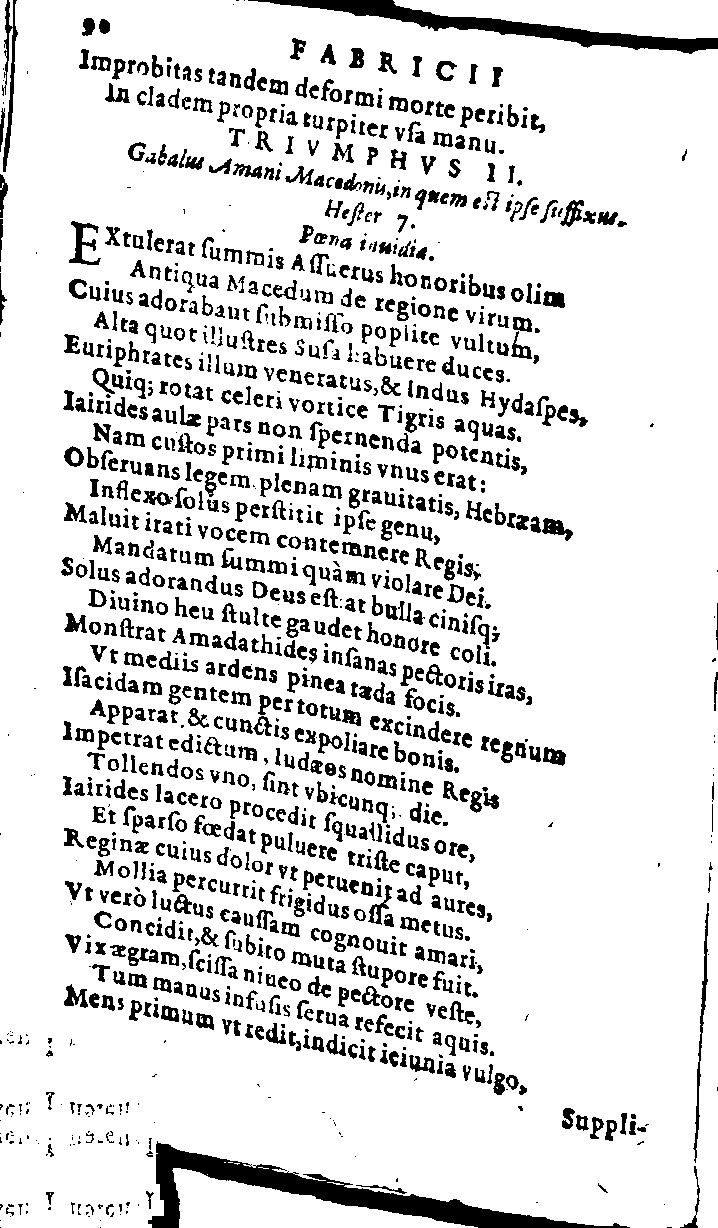 90
FABRICII
Improbitas tandem deformi morte peribit,
In cladem propria turpiter vſa manu.
TRIVMPHVS II.
Gabalus Amani Macedonis, in quem eſt ipſe ſuffixus.
Heſter 7.
Pœna inuidiæ.
EXtulerat ſummis Aſſuerus honoribus olim
Antiqua Macedum de regione virum.
Cuius adorabant ſubmiſſo poplite vultum,
Alta quot illuſtres Suſa habuere duces.
Euriphrates illum veneratus, & Indus Hydaſpes,
Quiq; rotat celeri vortice Tigris aquas.
Iairides aulæ pars non ſpernenda potentis,
Nam cuſtos primi liminis vnus erat:
Obſeruans legem plenam grauitatis, Hebræam,
Inflexo ſolus perſtitit ipſe genu,
Maluit irati vocem contemnere Regis,
Mandatum ſummi quàm violare Dei.
Solus adorandus Deus eſt: at bulla ciniſq;
Diuino heu ſtulte gaudet honore coli.
Monſtrat Amadathides inſanas pectoris iras,
Vt mediis ardens pinea tæda focis.
Iſacidam gentem per totum excindere regnum
Apparat, & cunctis expoliare bonis.
Impetrat edictum, Iudæos nomine Regis
Tollendos vno, ſint vbicunq; die.
Iairides lacero procedit ſquallidus ore,
Et ſparſo fœdat puluere triſte caput,
Reginæ cuius dolor vt peruenit ad aures,
Mollia percurrit frigidus oſſa metus.
Vt verò luctus cauſſam cognouit amari,
Concidit, & ſubito muta ſtupore fuit.
Vix ægram, ſciſſa niueo de pectore veſte,
Tum manus infuſis ſerua refecit aquis.
Mens primum vt redit, indicit ieiunia vulgo,
Suppli-